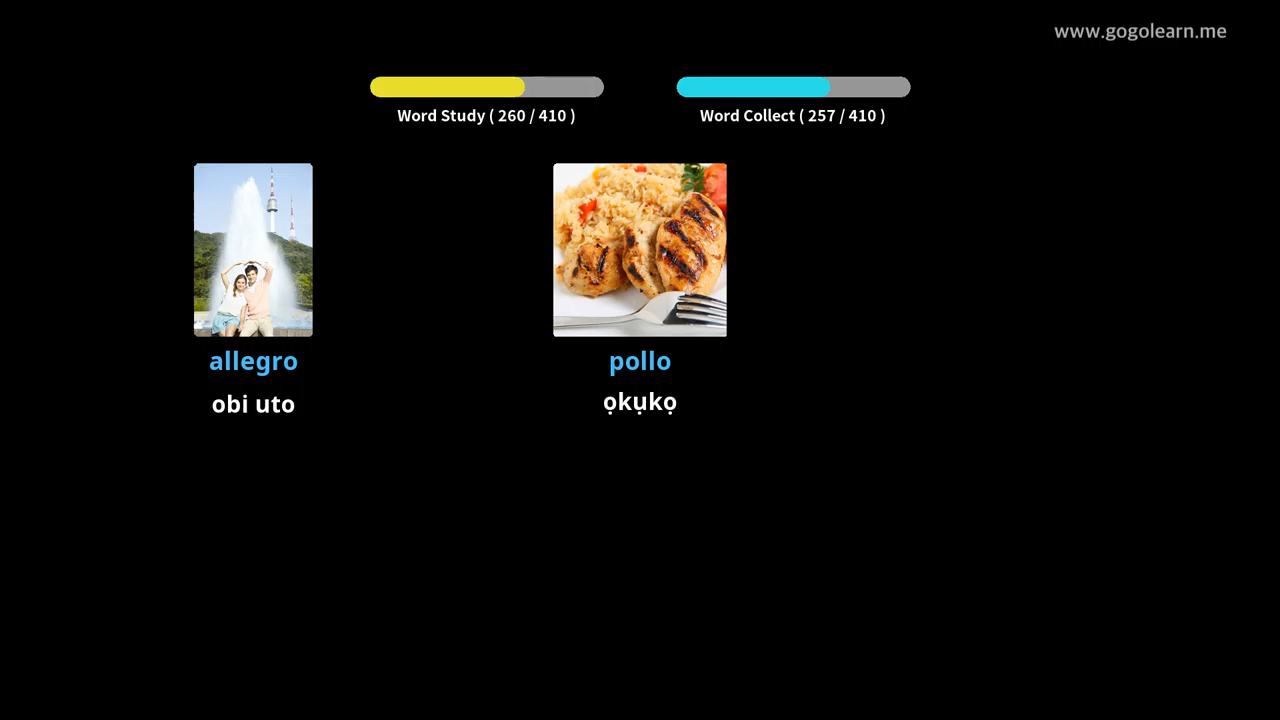 www.gogolearn.me
Word Study ( 260 / 410 )
Word Collect ( 257 / 410 )
allegro
obi uto
pollo
ọkụkọ